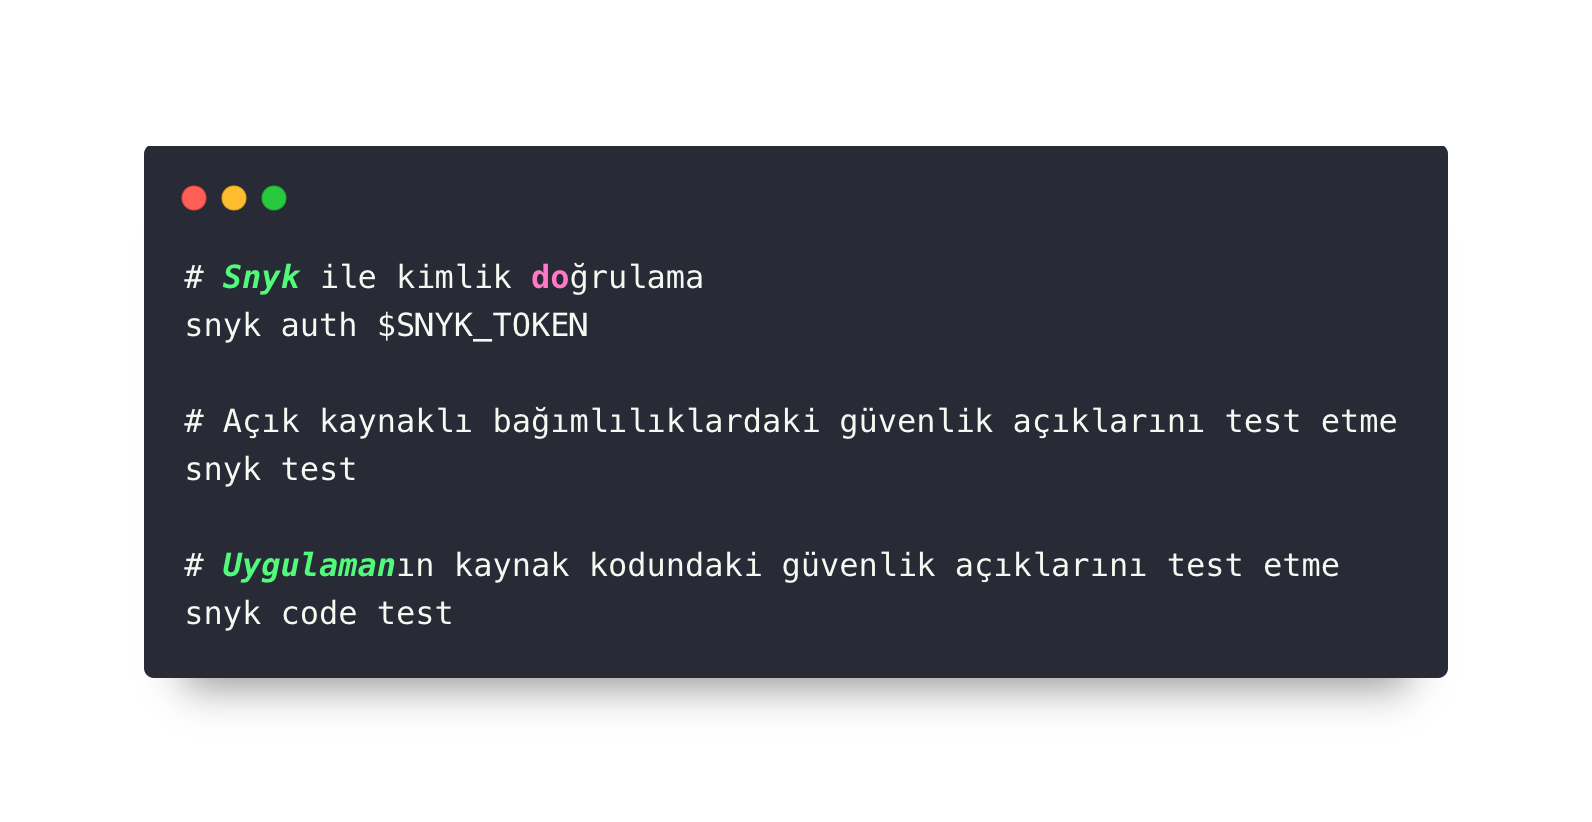 # Snyk ile kimlik doğrulama
snyk auth $SNYK_TOKEN
# Açık kaynaklı bağımlılıklardaki güvenlik açıklarını test etme
snyk test
# Uygulamanın kaynak kodundaki güvenlik açıklarını test etme
snyk code test